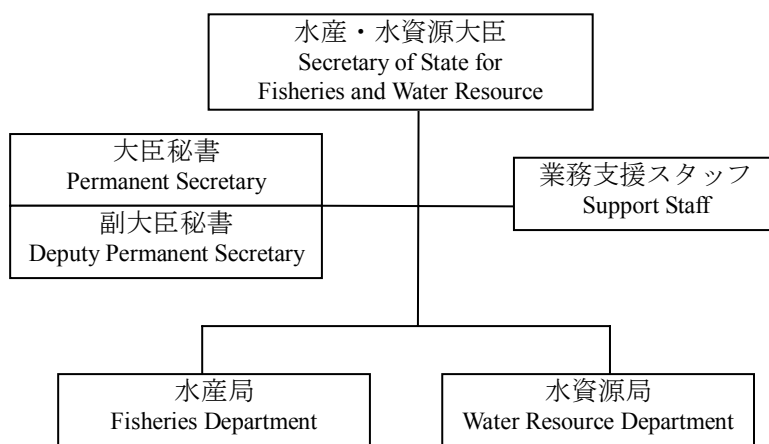 水産・水資源大臣
Secretary of State for
Fisheries and Water Resource
大臣秘書
Permanent Secretary
副大臣秘書
Deputy Permanent Secretary
業務支援スタッフ
Support Staff
水産局
Fisheries Department
水資源局
Water Resource Department